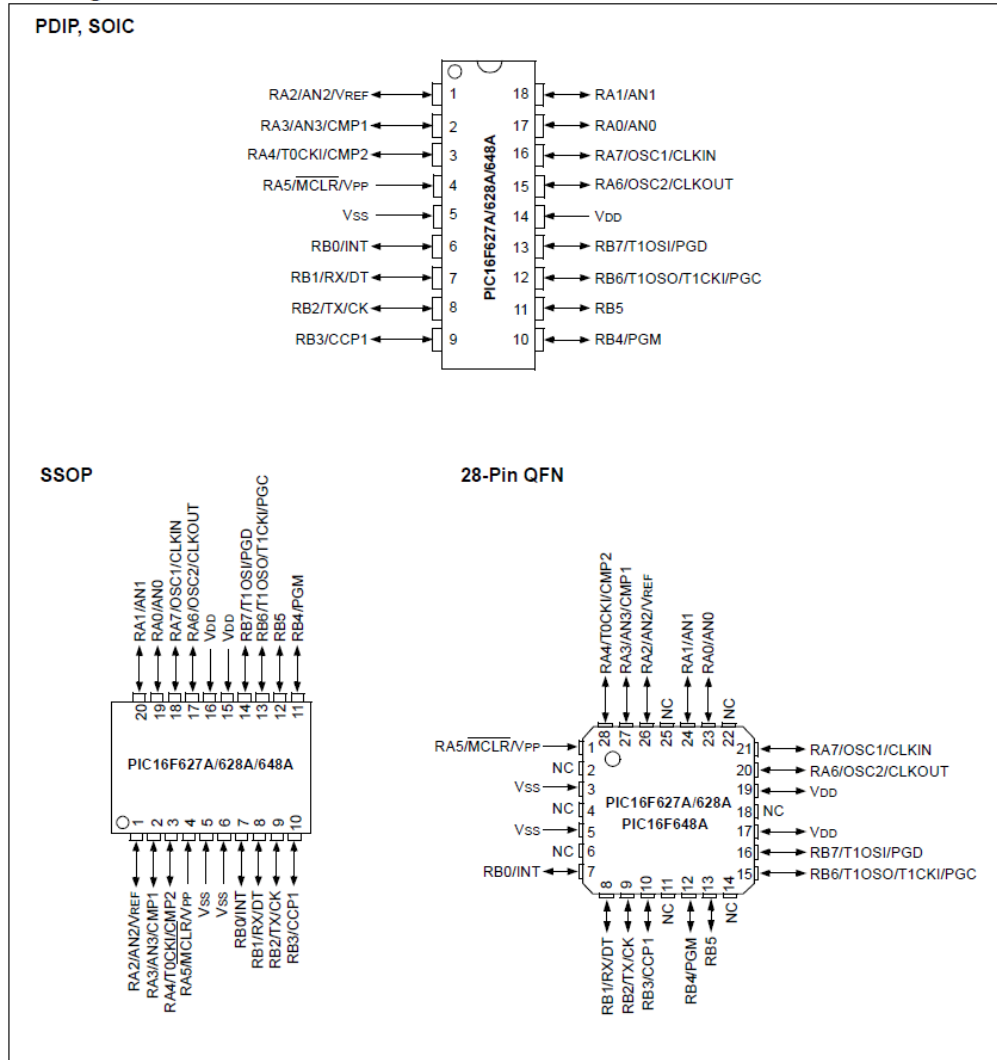 PDIP, SOIC
RA2/AN2/VREF 1 18 RA1/AN1
RA3/AN3/CMP1 2 17 RA0/AN0
RA4/T0CKI/CMP2 3 16 RA7/OSC1/CLKIN
RA5/MCLR/VPP 4 15 RA6/OSC2/CLKOUT
VSS 5 14 VDD
RB0/INT 6 13 RB7/T1OSI/PGD
RB1/RX/DT 7 12 RB6/T1OSO/T1CKI/PGC
RB2/TX/CK 8 11 RB5
RB3/CCP1 9 10 RB4/PGM
PIC16F627A/628A/648A
SSOP
RA1/AN1
RA0/AN0
RA7/OSC1/CLKIN
RA6/OSC2/CLKOUT
VDD
VDD
RB7/T1OSI/PGD
RB6/T1OSO/T1CKI/PGC
RB5
RB4/PGM
20 19 18 17 16 15 14 13 12 11
PIC16F627A/628A/648A
1 2 3 4 5 6 7 8 9 10
RA2/AN2/VREF
RA3/AN3/CMP1
RA4/T0CKI/CMP2
RA5/MCLR/VPP
VSS
VSS
RB0/INT
RB1/RX/DT
RB2/TX/CK
RB3/CCP1
28-Pin QFN
RA4/T0CKI/CMP2
RA3/AN3/CMP1
RA2/AN2/VREF
NC
RA1/AN1
RA0/AN0
NC
28 27 26 25 24 23 22
RA5/MCLR/VPP 1 21 RA7/OSC1/CLKIN
NC 2 20 RA6/OSC2/CLKOUT
VSS 3 19 VDD
NC 4 18 NC
VSS 5 17 VDD
NC 6 16 RB7/T1OSI/PGD
RB0/INT 7 15 RB6/T1OSO/T1CKI/PGC
PIC16F627A/628A
PIC16F648A
8 9 10 11 12 13 14
RB1/RX/DT
RB2/TX/CK
RB3/CCP1
NC
RB4/PGM
RB5
NC